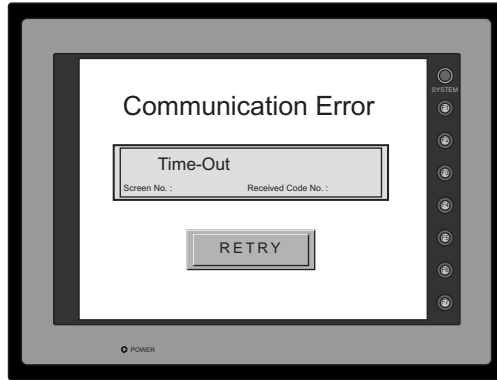 Communication Error
SYSTEM
Time-Out
Screen No. :
Received Code No. :
RETRY
POWER